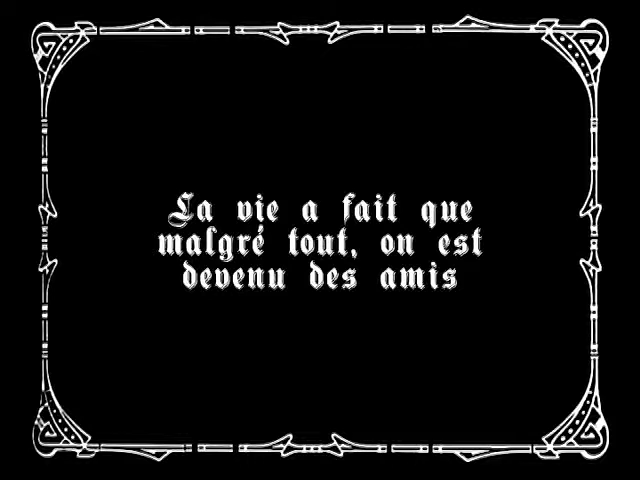 La vie a fait que
malgré tout, on est
devenu des amis